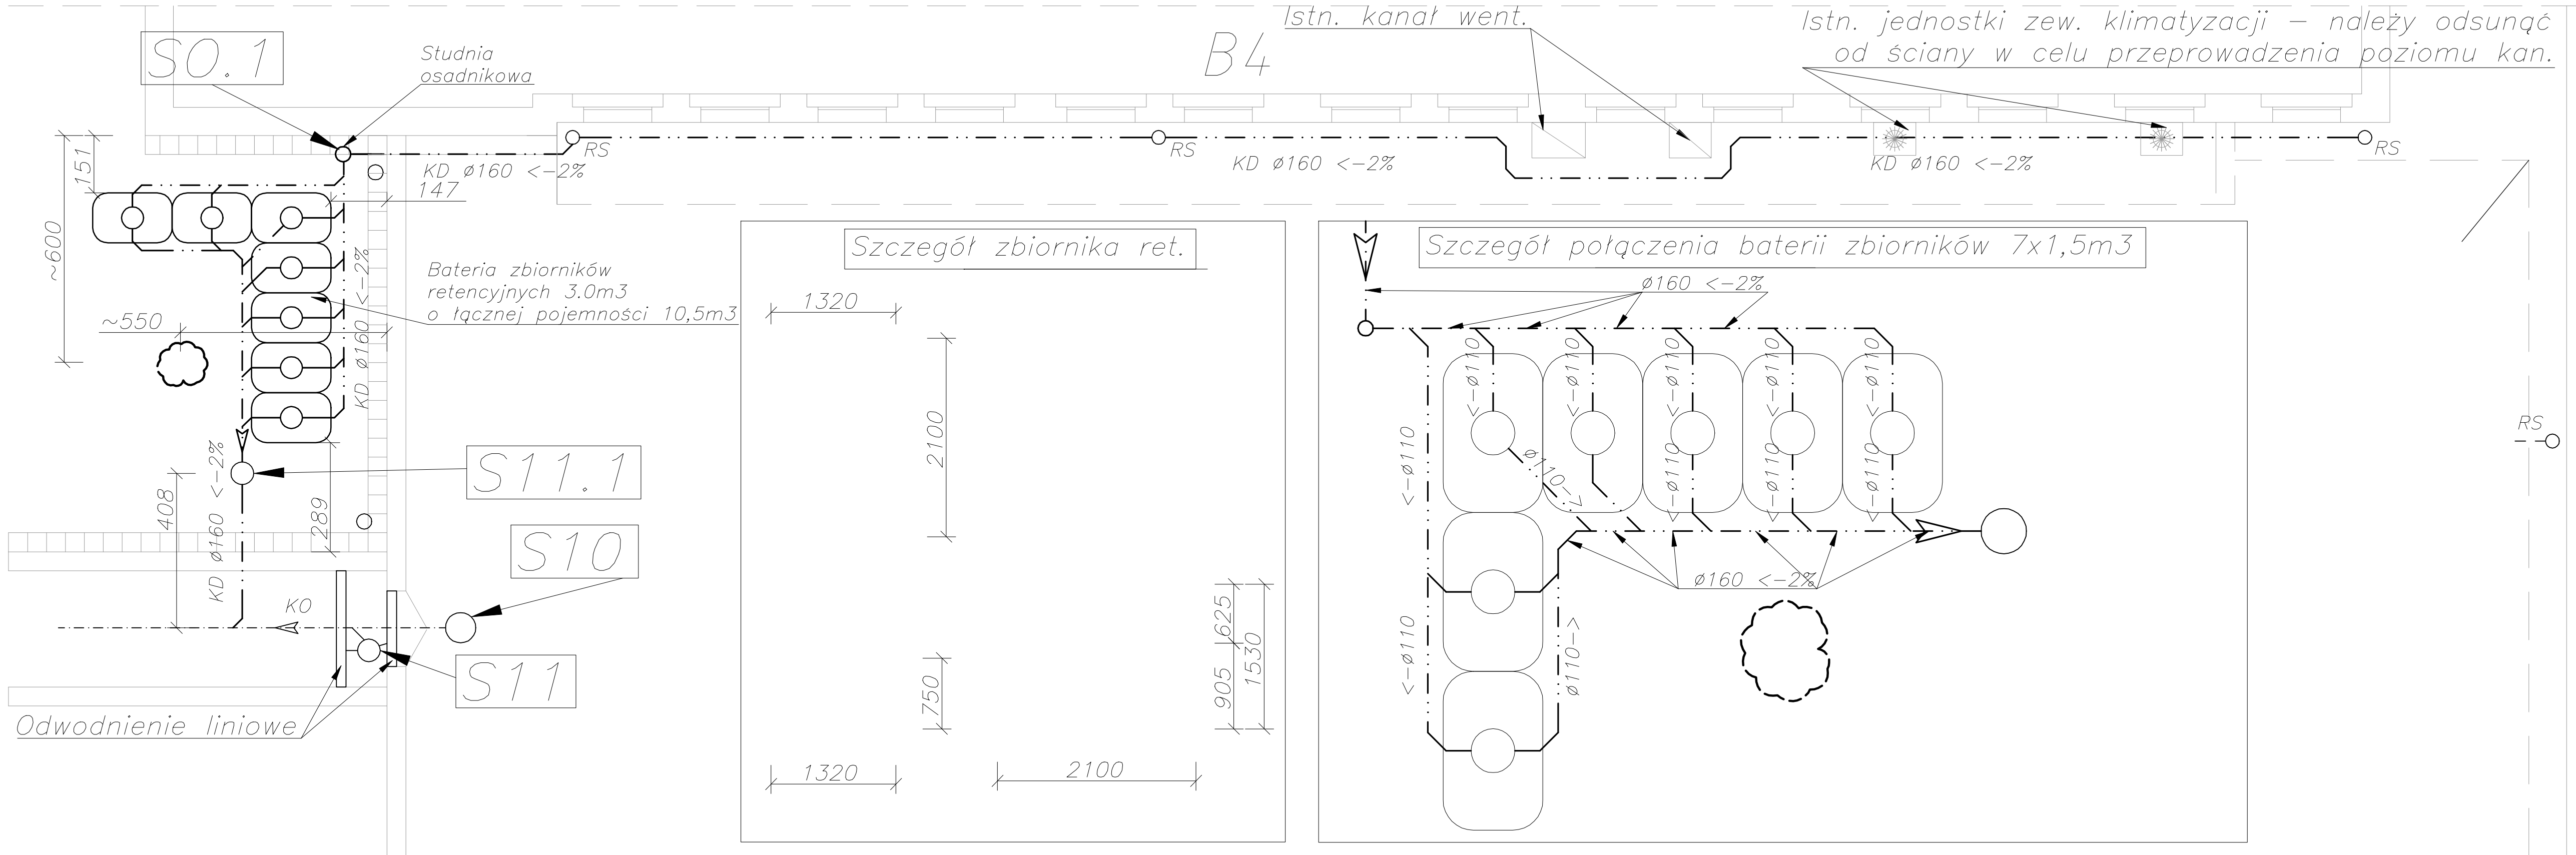 SO.1
Studnia
osadnikowa
B4
Istn. kanał went.
Istn. jednostki zew. klimatyzacji – należy odsunąć
od ściany w celu przeprowadzenia poziomu kan.
RS
RS
RS
RS
KD ø160 <-2%
KD ø160 <-2%
KD ø160 <-2%
147
151
~600
~550
KD ø160 <-2%
Bateria zbiorników
retencyjnych 3.0m3
o łącznej pojemności 10,5m3
KD ø160 <-2%
408
289
S11.1
S10
KO
S11
Odwodnienie liniowe
Szczegół zbiornika ret.
1320
2100
750
625
905
1530
1320
2100
Szczegół połączenia baterii zbiorników 7x1,5m3
ø160 <-2%
<-ø110
<-ø110
<-ø110
<-ø110
<-ø110
<-ø110
ø110->
<-ø110
<-ø110
<-ø110
ø160 <-2%
<-ø110
ø110->